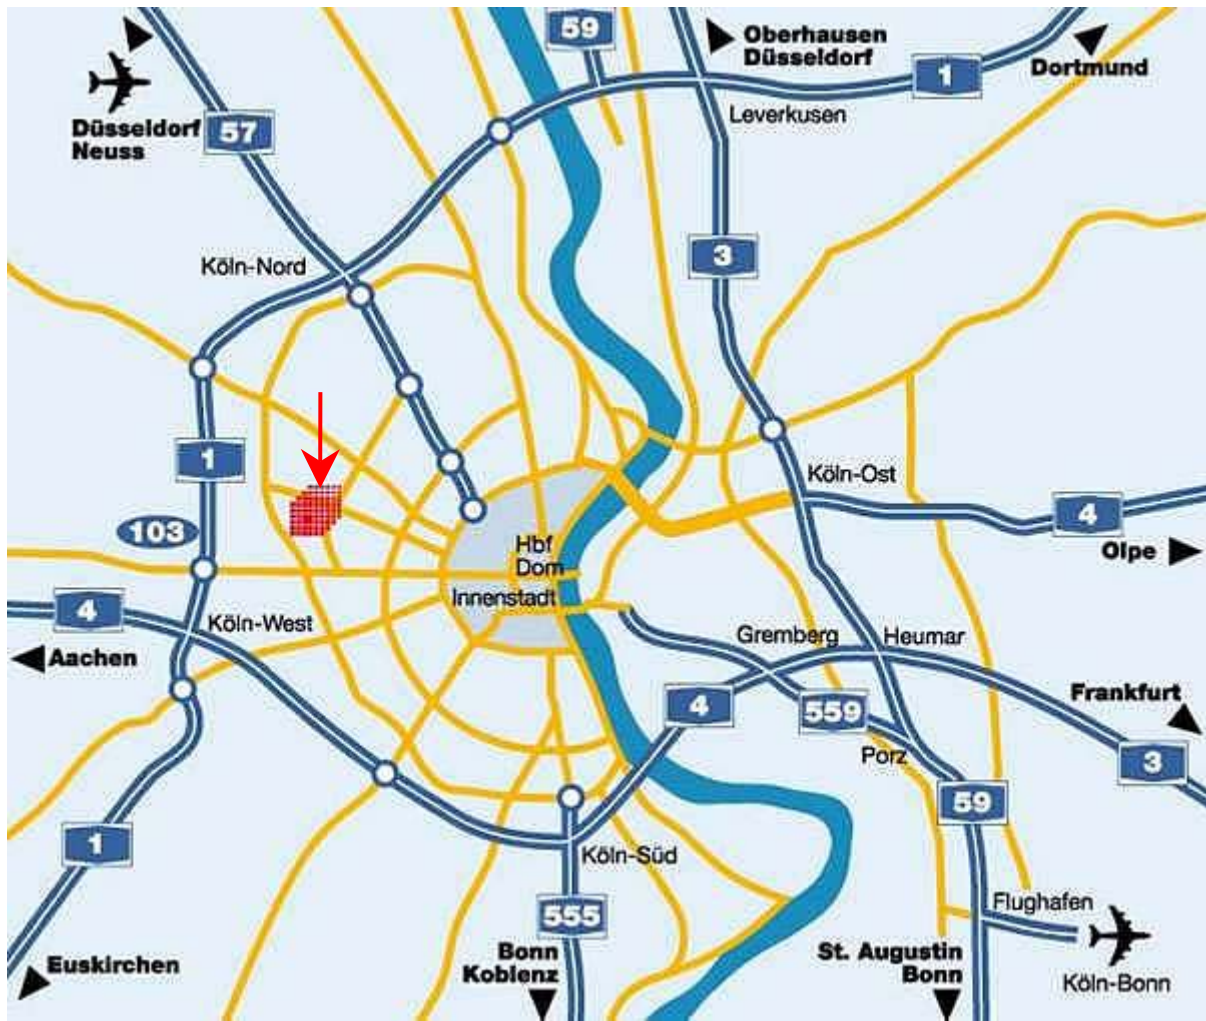 59
Oberhausen
Düsseldorf
Dortmund
1
Leverkusen
Düsseldorf
Neuss
57
Köln-Nord
3
1
103
Köln-Ost
4
Olpe
Hbf
Dom
Innenstadt
4
Köln-West
Aachen
Gremberg
Heumar
4
559
Frankfurt
Porz
3
59
1
Köln-Süd
555
Flughafen
Euskirchen
Bonn
Koblenz
St. Augustin
Bonn
Köln-Bonn